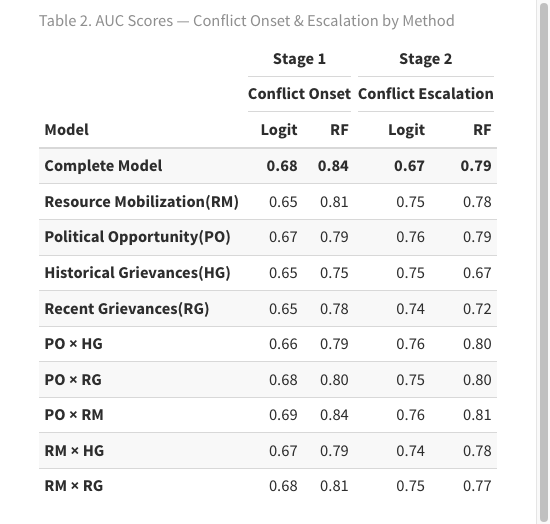 Table 2. AUC Scores — Conflict Onset & Escalation by Method
Stage 1 Stage 2
Conflict Onset Conflict Escalation
Model Logit RF Logit RF
Complete Model 0.68 0.84 0.67 0.79
Resource Mobilization(RM) 0.65 0.81 0.75 0.78
Political Opportunity(PO) 0.67 0.79 0.76 0.79
Historical Grievances(HG) 0.65 0.75 0.75 0.67
Recent Grievances(RG) 0.65 0.78 0.74 0.72
PO × HG 0.66 0.79 0.76 0.80
PO × RG 0.68 0.80 0.75 0.80
PO × RM 0.69 0.84 0.76 0.81
RM × HG 0.67 0.79 0.74 0.78
RM × RG 0.68 0.81 0.75 0.77